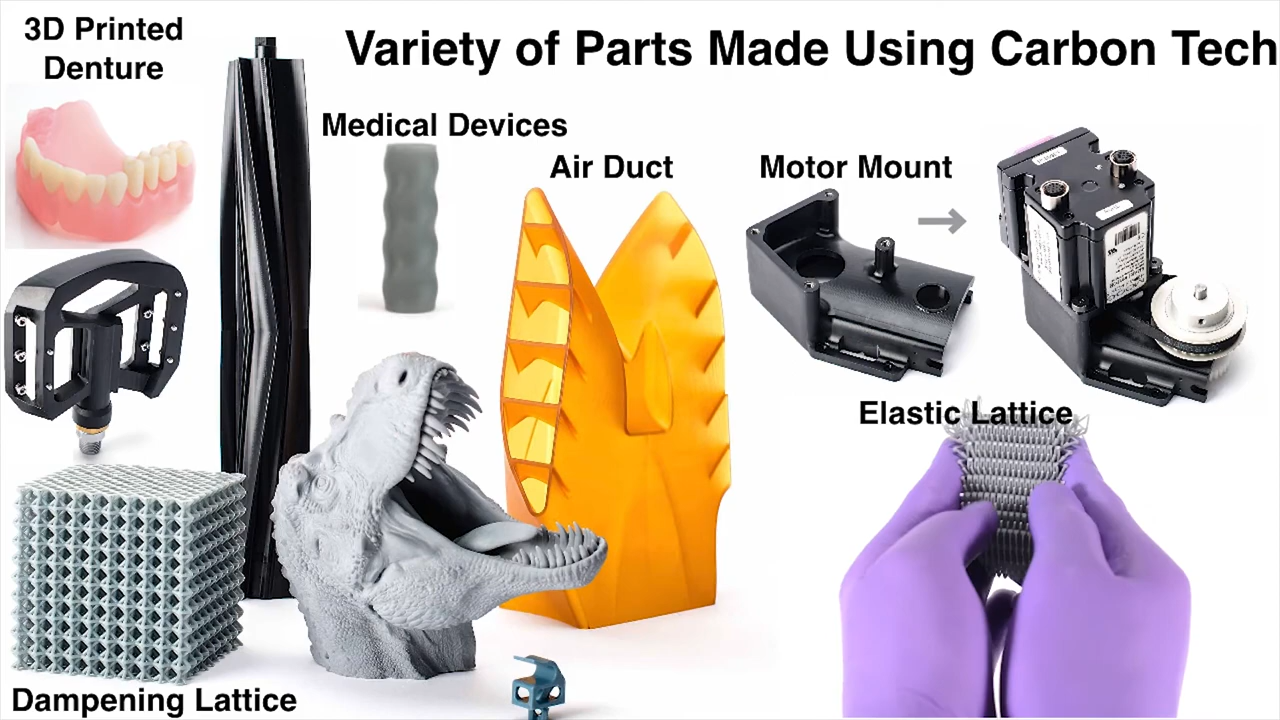 3D Printed
Denture
Variety of Parts Made Using Carbon Tech
Medical Devices
Air Duct
Motor Mount
Elastic Lattice
Dampening Lattice